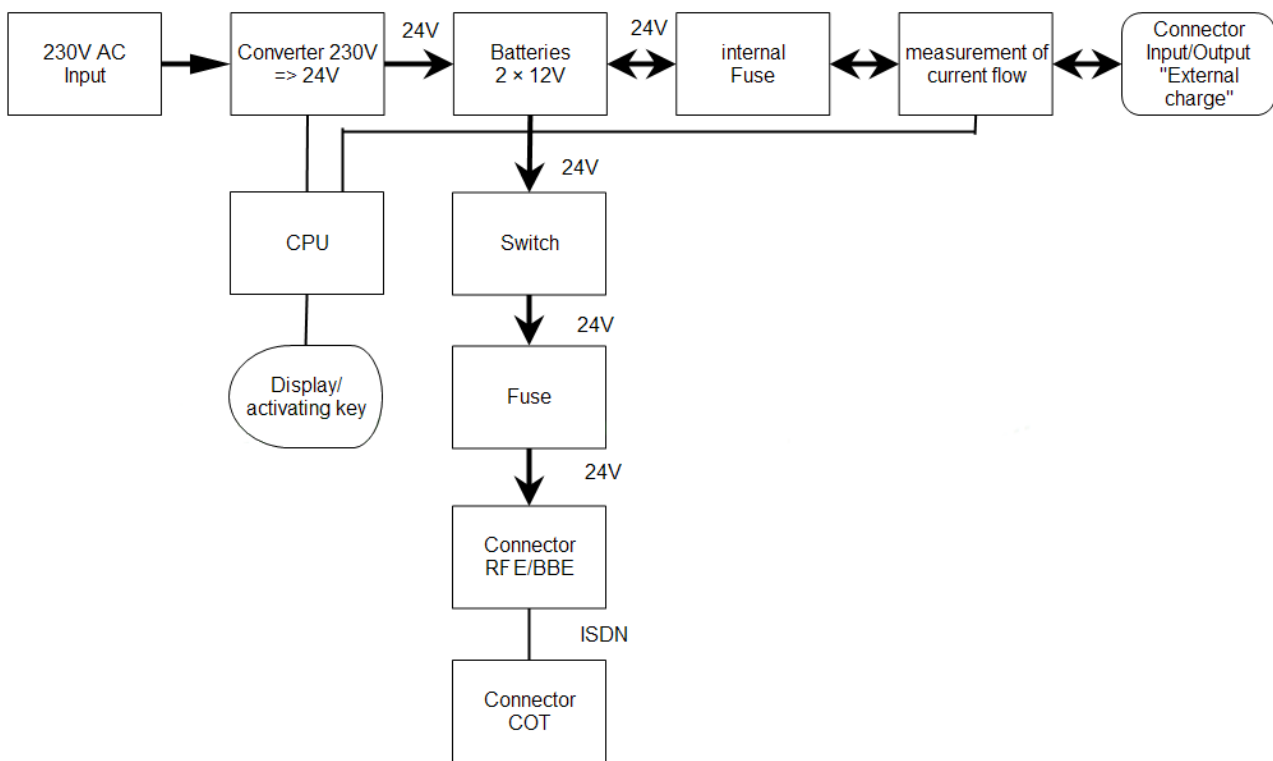 230V AC
Input
Converter 230V
=> 24V
24V
Batteries
2 × 12V
24V
internal
Fuse
measurement of
current flow
Connector
Input/Output
"External
charge"
24V
CPU
Switch
24V
Display/
activating key
Fuse
24V
Connector
RFE/BBE
ISDN
Connector
COT